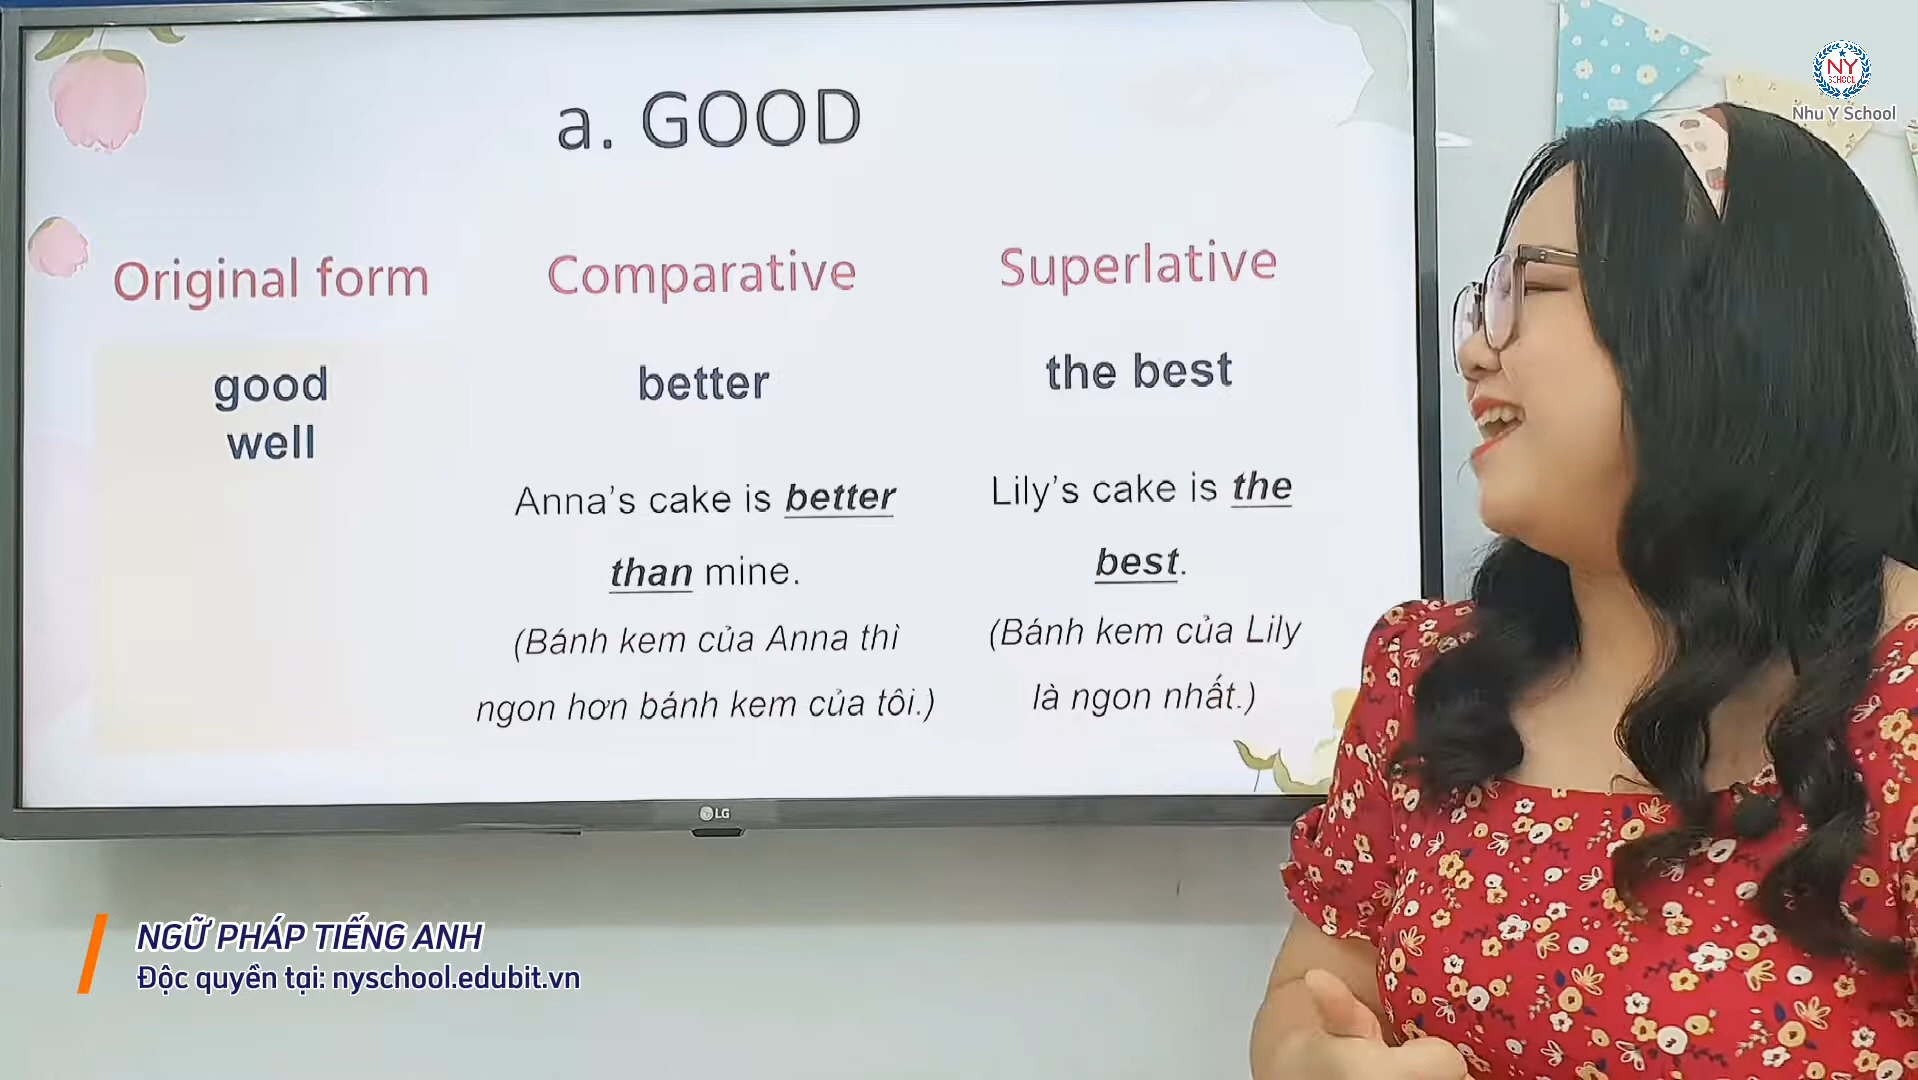 a. GOOD
Original form
Comparative
Superlative
good
well
better
the best
Anna's cake is better
than mine.
(Bánh kem của Anna thì
ngon hơn bánh kem của tôi.)
Lily's cake is the
best.
(Bánh kem của Lily
là ngon nhất.)
LG
NY
SCHOOL
Nhu Y School
NGỮ PHÁP TIẾNG ANH
Độc quyền tại: nyschool.edubit.vn